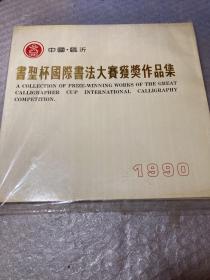 中國·臨沂
書聖杯國際書法大賽獲獎作品集
A COLLECTION OF PRIZE-WINNING WORKS OF THE GREAT
CALLIGRAPHER CUP INTERNATIONAL CALLIGRAPHY
COMPETITION.
1990